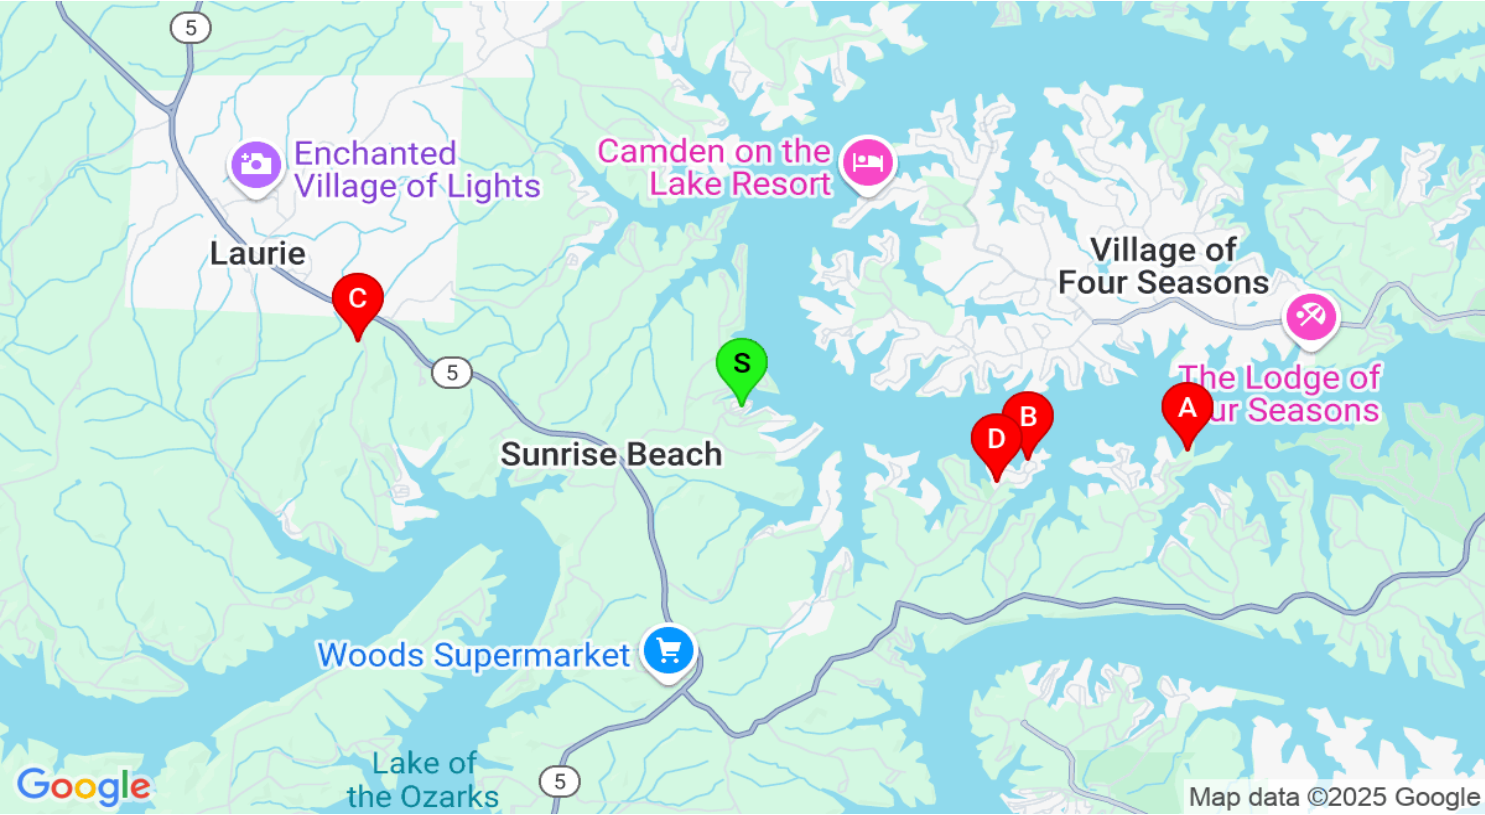 5
Enchanted
Village of Lights
Camden on the
Lake Resort
Laurie
Village of
Four Seasons
C
5
S
The Lodge of
ur Seasons
A
B
D
Sunrise Beach
Woods Supermarket
Lake of
the Ozarks
5
Google
Map data ©2025 Google